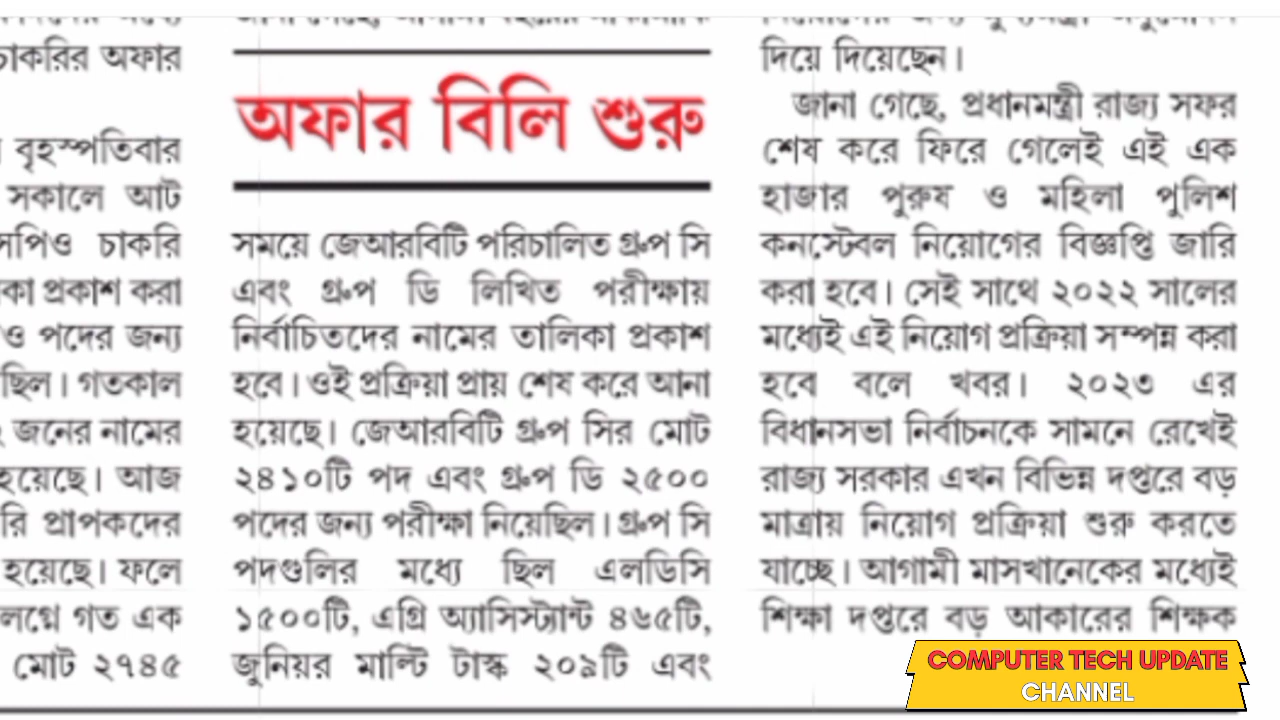 চাকরির অফার
বৃহস্পতিবার
সকালে আট
সপিও চাকরি
কা প্রকাশ করা
ও পদের জন্য
ছিল। গতকাল
জনের নামের
হয়েছে। আজ
রি প্রাপকদের
হয়েছে। ফলে
লগ্নে গত এক
মোট ২৭৪৫
অফার বিলি শুরু
সময়ে জেআরবিটি পরিচালিত গ্রুপ সি
এবং গ্রুপ ডি লিখিত পরীক্ষায়
নির্বাচিতদের নামের তালিকা প্রকাশ
হবে। ওই প্রক্রিয়া প্রায় শেষ করে আনা
হয়েছে। জেআরবিটি গ্রুপ সির মোট
২৪১০টি পদ এবং গ্রুপ ডি ২৫০০
পদের জন্য পরীক্ষা নিয়েছিল। গ্রুপ সি
পদগুলির মধ্যে ছিল এলডিসি
১৫০০টি, এগ্রি অ্যাসিস্ট্যান্ট ৪৬৫টি,
জুনিয়র মাল্টি টাস্ক ২০৯টি এবং
দিয়ে দিয়েছেন।
জানা গেছে, প্রধানমন্ত্রী রাজ্য সফর
শেষ করে ফিরে গেলেই এই এক
হাজার পুরুষ ও মহিলা পুলিশ
কনস্টেবল নিয়োগের বিজ্ঞপ্তি জারি
করা হবে। সেই সাথে ২০২২ সালের
মধ্যেই এই নিয়োগ প্রক্রিয়া সম্পন্ন করা
হবে বলে খবর। ২০২৩ এর
বিধানসভা নির্বাচনকে সামনে রেখেই
রাজ্য সরকার এখন বিভিন্ন দপ্তরে বড়
মাত্রায় নিয়োগ প্রক্রিয়া শুরু করতে
যাচ্ছে। আগামী মাসখানেকের মধ্যেই
শিক্ষা দপ্তরে বড় আকারের শিক্ষক
COMPUTER TECH UPDATE
CHANNEL